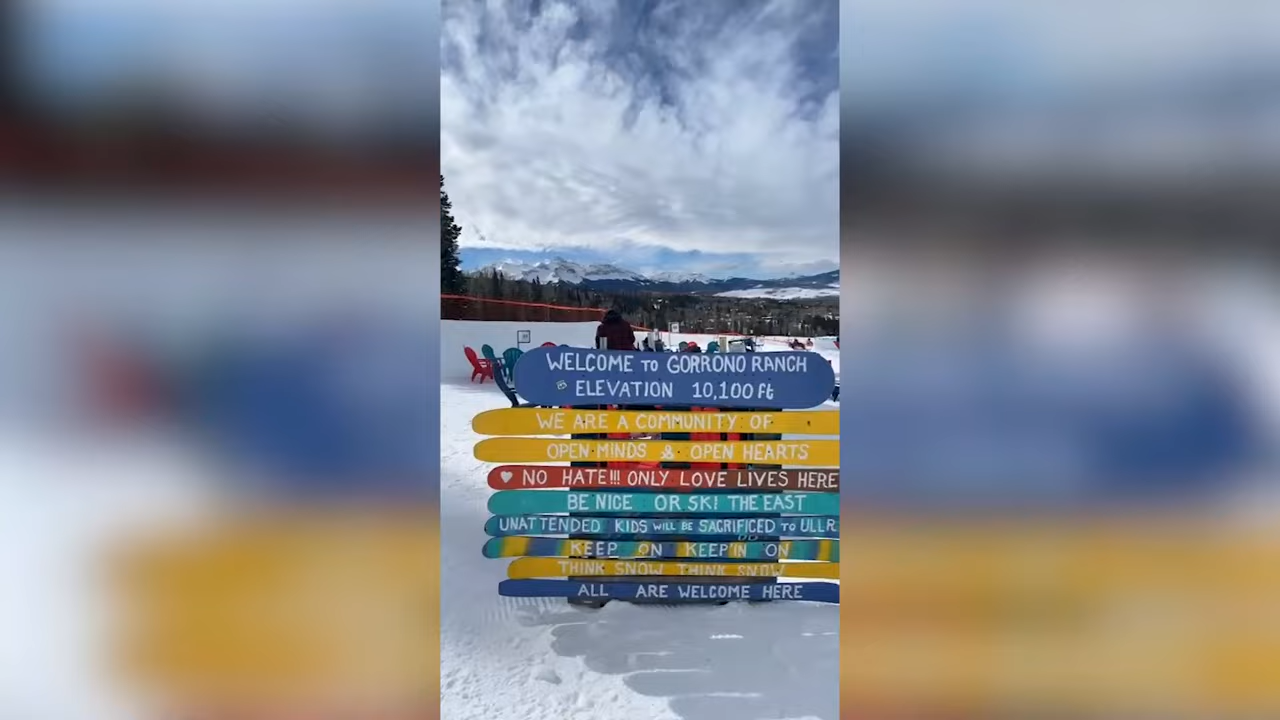 WELCOME TO GORRONO RANCH
ELEVATION 10,100 ft
WE ARE A COMMUNITY OF
OPEN MINDS & OPEN HEARTS
NO HATE!!! ONLY LOVE LIVES HERE
BE NICE OR SKI THE EAST
UNATTENDED KIDS WILL BE SACRIFICED TO ULLR
KEEP ON KEEP'IN ON
THINK SNOW THINK SNOW
ALL ARE WELCOME HERE